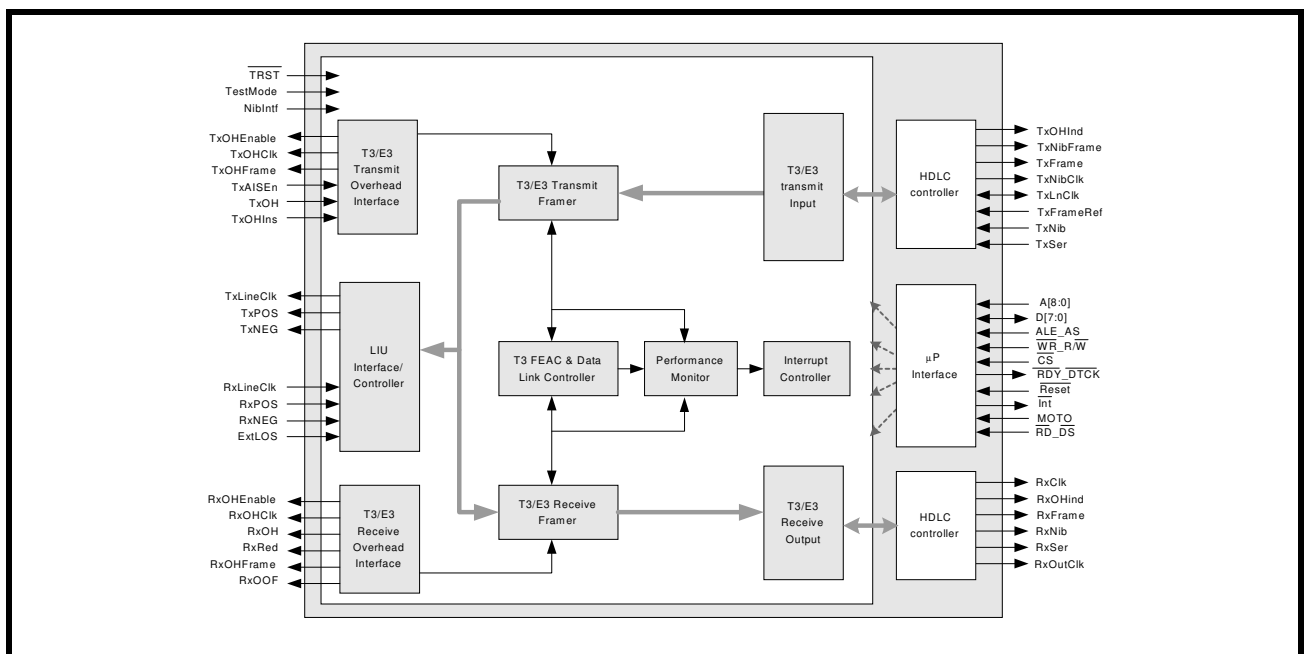 TRST
TestMode
NibIntf
TxOHEnable
TxOHClk
TxOHFrame
TxAISEn
TxOH
TxOHIns
T3/E3
Transmit
Overhead
Interface
T3/E3 Transmit
Framer
T3/E3
transmit
Input
HDLC
controller
TxOHInd
TxNibFrame
TxFrame
TxNibClk
TxLnClk
TxFrameRef
TxNib
TxSer
TxLineClk
TxPOS
TxNEG
RxLineClk
RxPOS
RxNEG
ExtLOS
LIU
Interface/
Controller
T3 FEAC & Data
Link Controller
Performance
Monitor
Interrupt
Controller
μP
Interface
A[8:0]
D[7:0]
ALE_AS
WR_R/W
CS
RDY_DTCK
Reset
Int
MOTO
RD_DS
RxOHEnable
RxOHClk
RxOH
RxRed
RxOHFrame
RxOOF
T3/E3
Receive
Overhead
Interface
T3/E3 Receive
Framer
T3/E3
Receive
Output
HDLC
controller
RxClk
RxOHind
RxFrame
RxNib
RxSer
RxOutClk